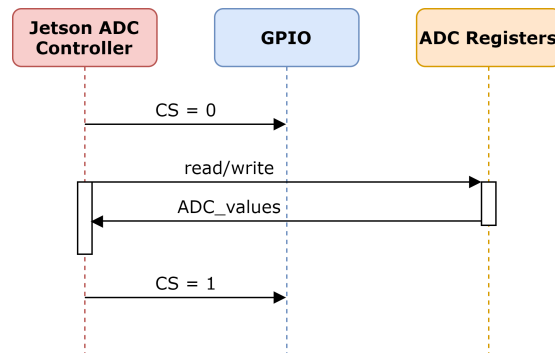 Jetson ADC
Controller
GPIO
ADC Registers
CS = 0
read/write
ADC_values
CS = 1